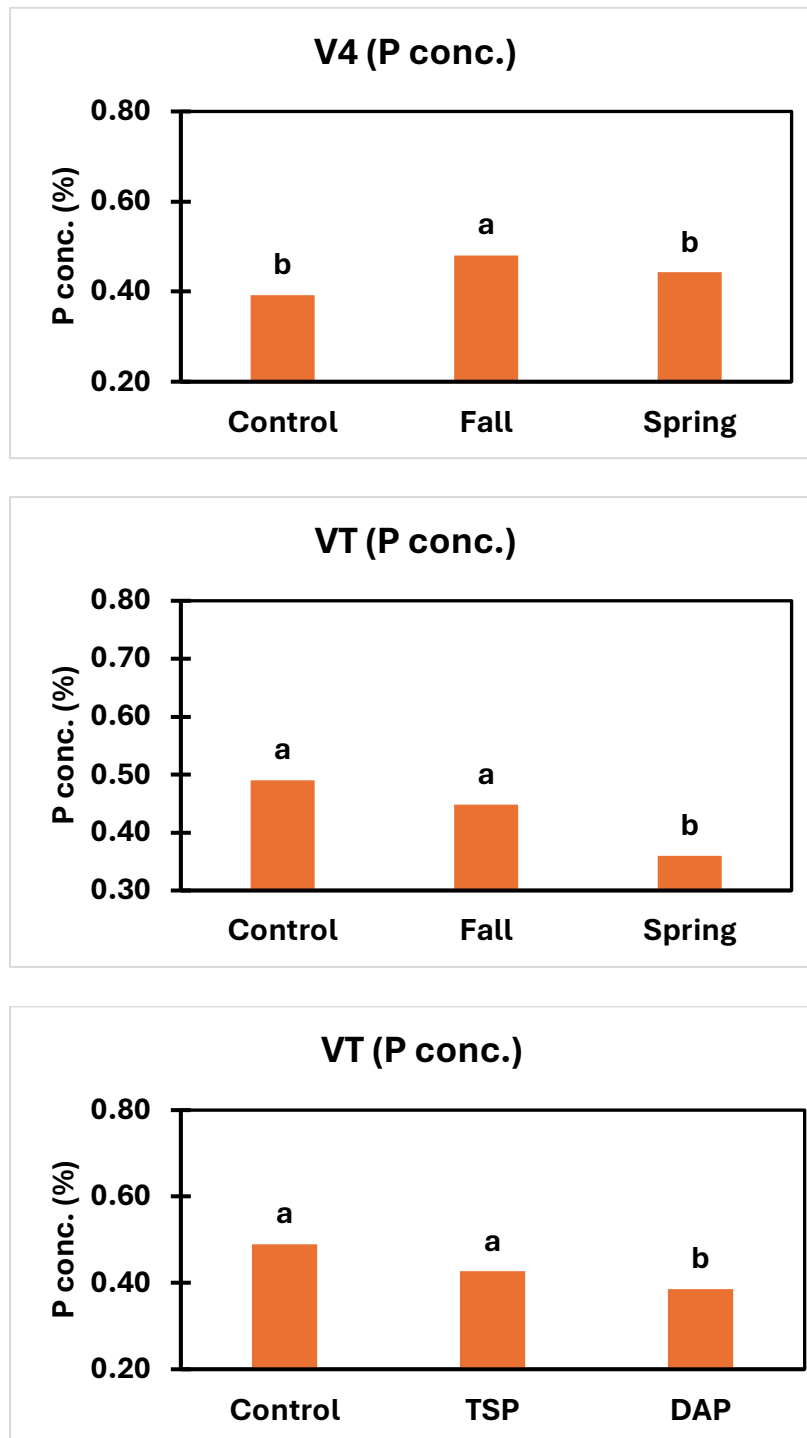 V4 (P conc.)
P conc. (%)
0.80
0.60
0.40
0.20
b
a
b
Control Fall Spring
VT (P conc.)
P conc. (%)
0.80
0.70
0.60
0.50
0.40
0.30
a
a
b
Control Fall Spring
VT (P conc.)
P conc. (%)
0.80
0.60
0.40
0.20
a
a
b
Control TSP DAP